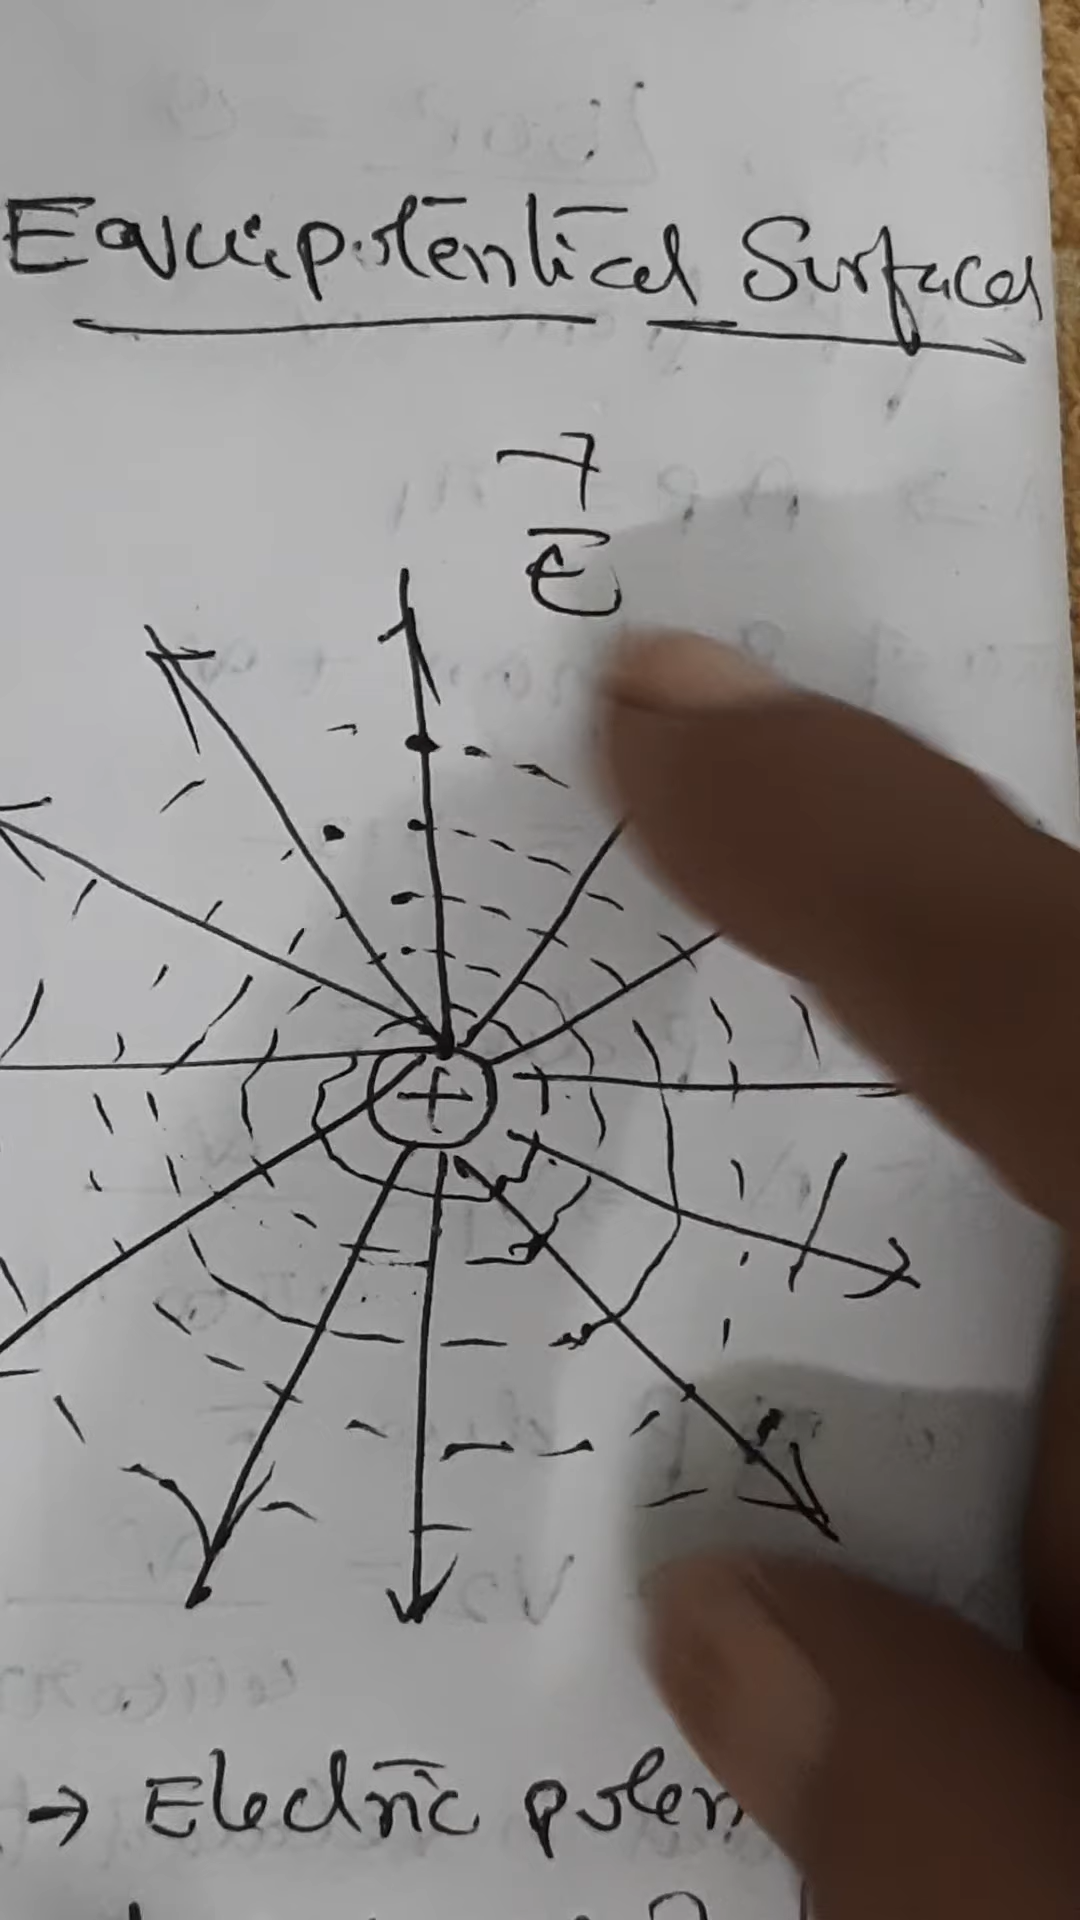 Equipotential Surfaces
E
+
→ Electric poten